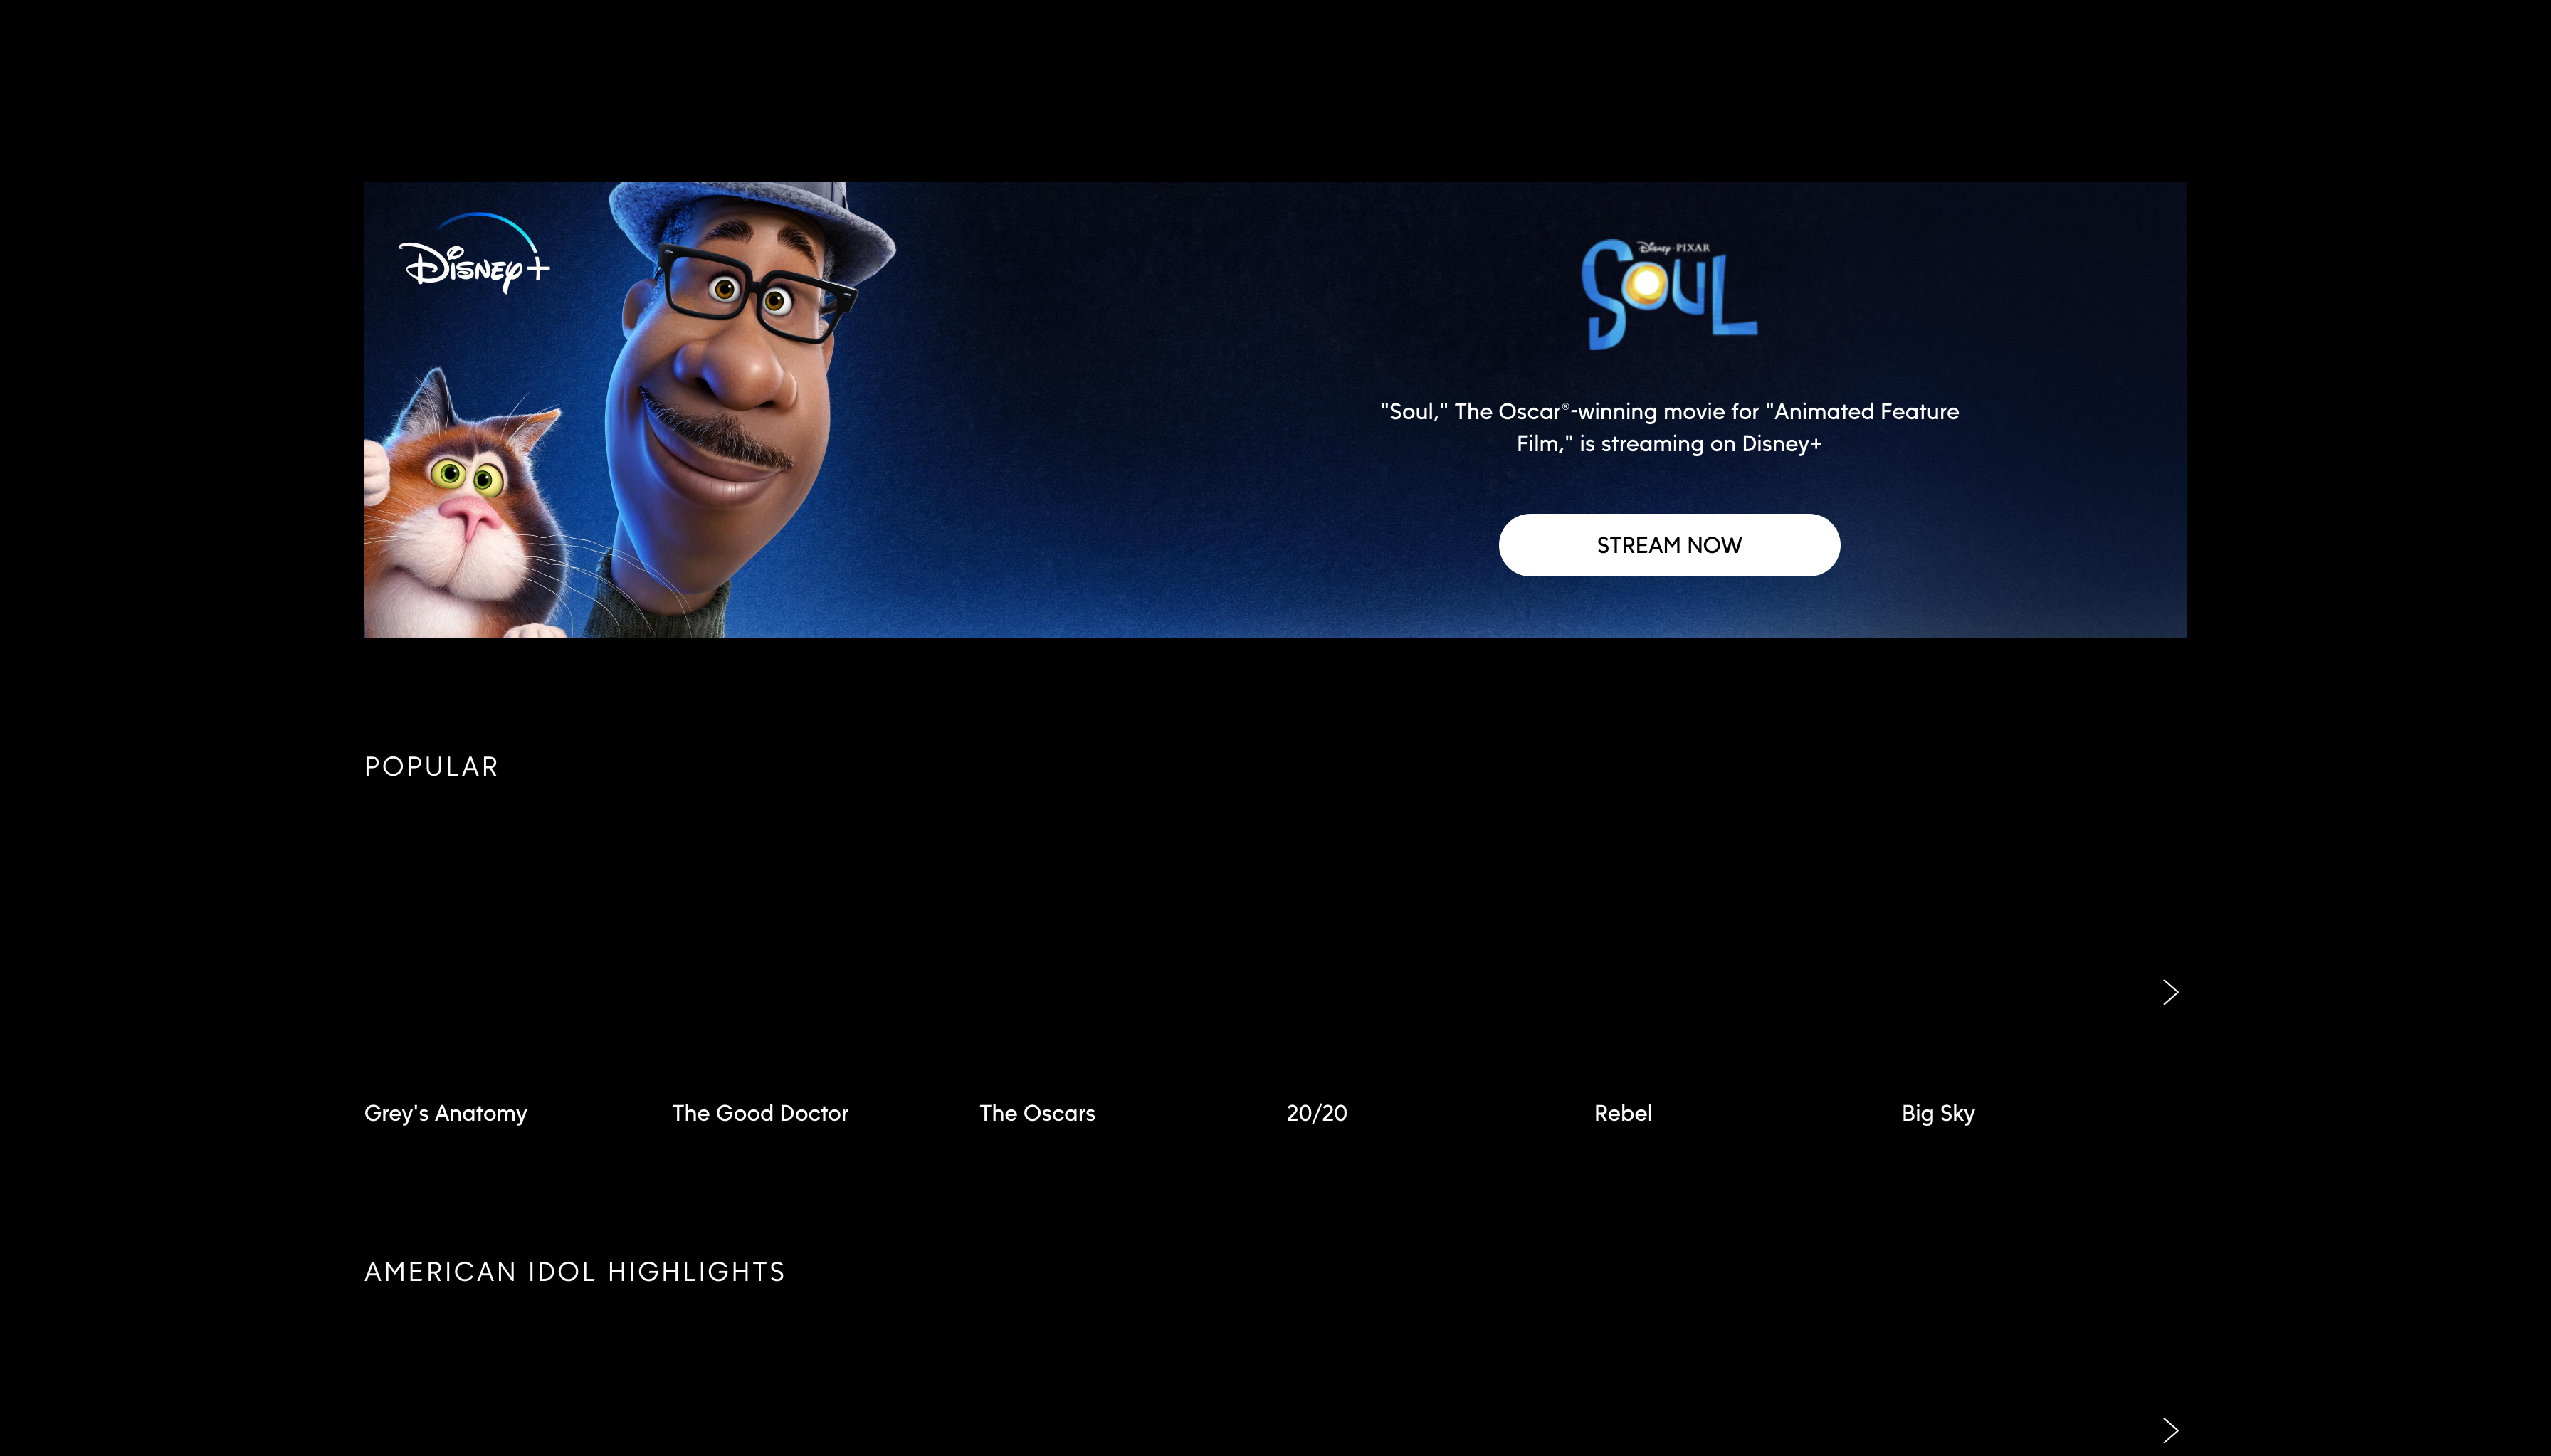 Disney+
Disney PIXAR
SOUL
"Soul," The Oscar®-winning movie for "Animated Feature
Film," is streaming on Disney+
STREAM NOW
POPULAR
Grey's Anatomy
The Good Doctor
The Oscars
20/20
Rebel
Big Sky
AMERICAN IDOL HIGHLIGHTS